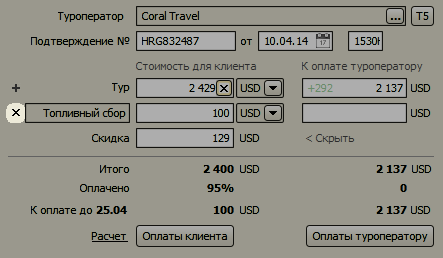 Туроператор Coral Travel ... T5
Подтверждение № HRG832487 от 10.04.14 17
Стоимость для клиента К оплате туроператору
+ Тур 2 429 × USD +292 2 137 USD
× Топливный сбор 100 USD USD
Скидка 129 USD < Скрыть
Итого 2 400 USD 2 137 USD
Оплачено 95% 0
К оплате до 25.04 100 USD 2 137 USD
Расчет Оплаты клиента Оплаты туроператору